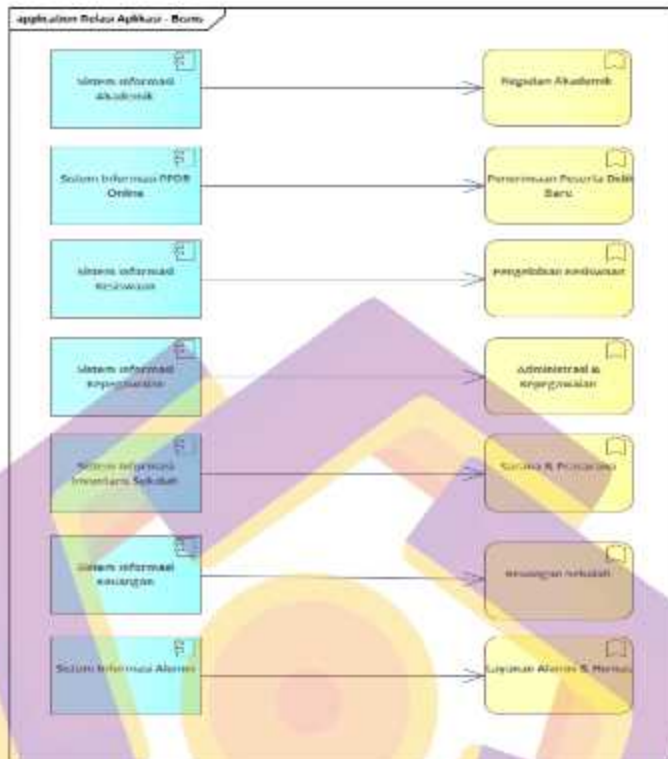 application Relasi Aplikasi - Bisnis
Sistem Informasi
Akademik
Kegiatan Akademik
Sistem Informasi PPDB
Online
Penerimaan Peserta Didik
Baru
Sistem Informasi
Kesiswaan
Pengelolaan Kesiswaan
Sistem Informasi
Kepegawaian
Administrasi &
Kepegawaian
Sistem Informasi
Inventaris Sekolah
Sarana & Prasarana
Sistem Informasi
Keuangan
Keuangan Sekolah
Sistem Informasi Alumni
Layanan Alumni & Humas